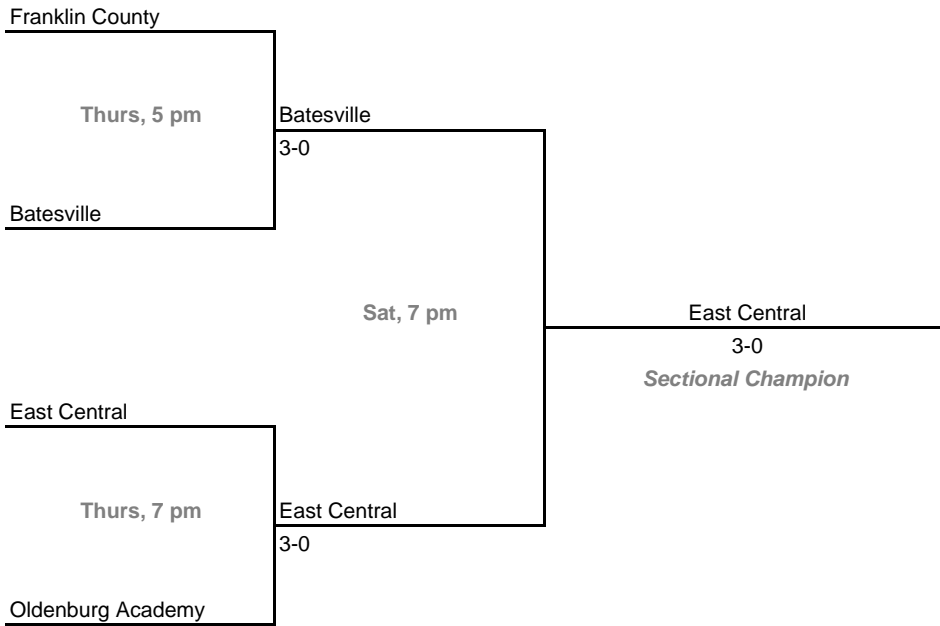 Franklin County
Thurs, 5 pm
Batesville
3-0
Batesville
Sat, 7 pm
East Central
3-0
Sectional Champion
East Central
Thurs, 7 pm
East Central
3-0
Oldenburg Academy